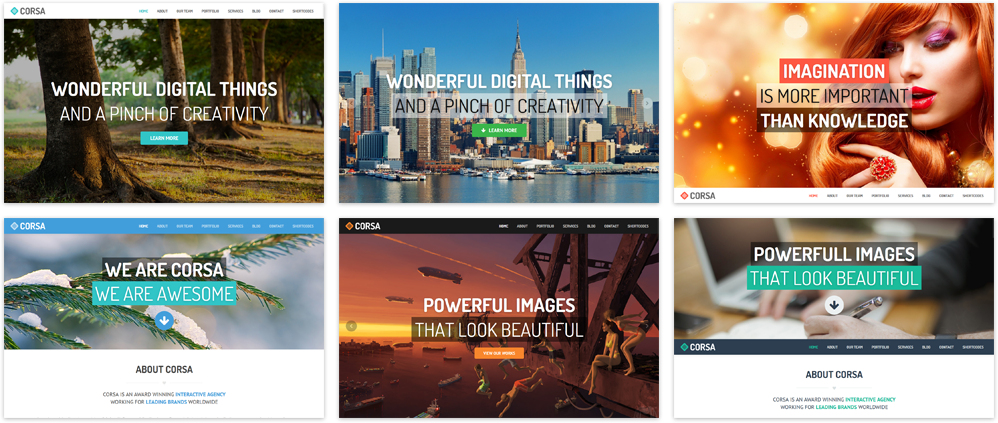 CORSA
HOME ABOUT OUR TEAM PORTFOLIO SERVICES BLOG CONTACT SHORTCODES
WONDERFUL DIGITAL THINGS
AND A PINCH OF CREATIVITY
LEARN MORE
WONDERFUL DIGITAL THINGS
AND A PINCH OF CREATIVITY
LEARN MORE
IMAGINATION
IS MORE IMPORTANT
THAN KNOWLEDGE
CORSA
HOME ABOUT OUR TEAM PORTFOLIO SERVICES BLOG CONTACT SHORTCODES
CORSA
HOME ABOUT OUR TEAM PORTFOLIO SERVICES BLOG CONTACT SHORTCODES
WE ARE CORSA
WE ARE AWESOME
ABOUT CORSA
CORSA IS AN AWARD WINNING INTERACTIVE AGENCY
WORKING FOR LEADING BRANDS WORLDWIDE
CORSA
HOME ABOUT OUR TEAM PORTFOLIO SERVICES BLOG CONTACT SHORTCODES
POWERFUL IMAGES
THAT LOOK BEAUTIFUL
VIEW OUR WORKS
POWERFULL IMAGES
THAT LOOK BEAUTIFUL
CORSA
HOME ABOUT OUR TEAM PORTFOLIO SERVICES BLOG CONTACT SHORTCODES
ABOUT CORSA
CORSA IS AN AWARD WINNING INTERACTIVE AGENCY
WORKING FOR LEADING BRANDS WORLDWIDE